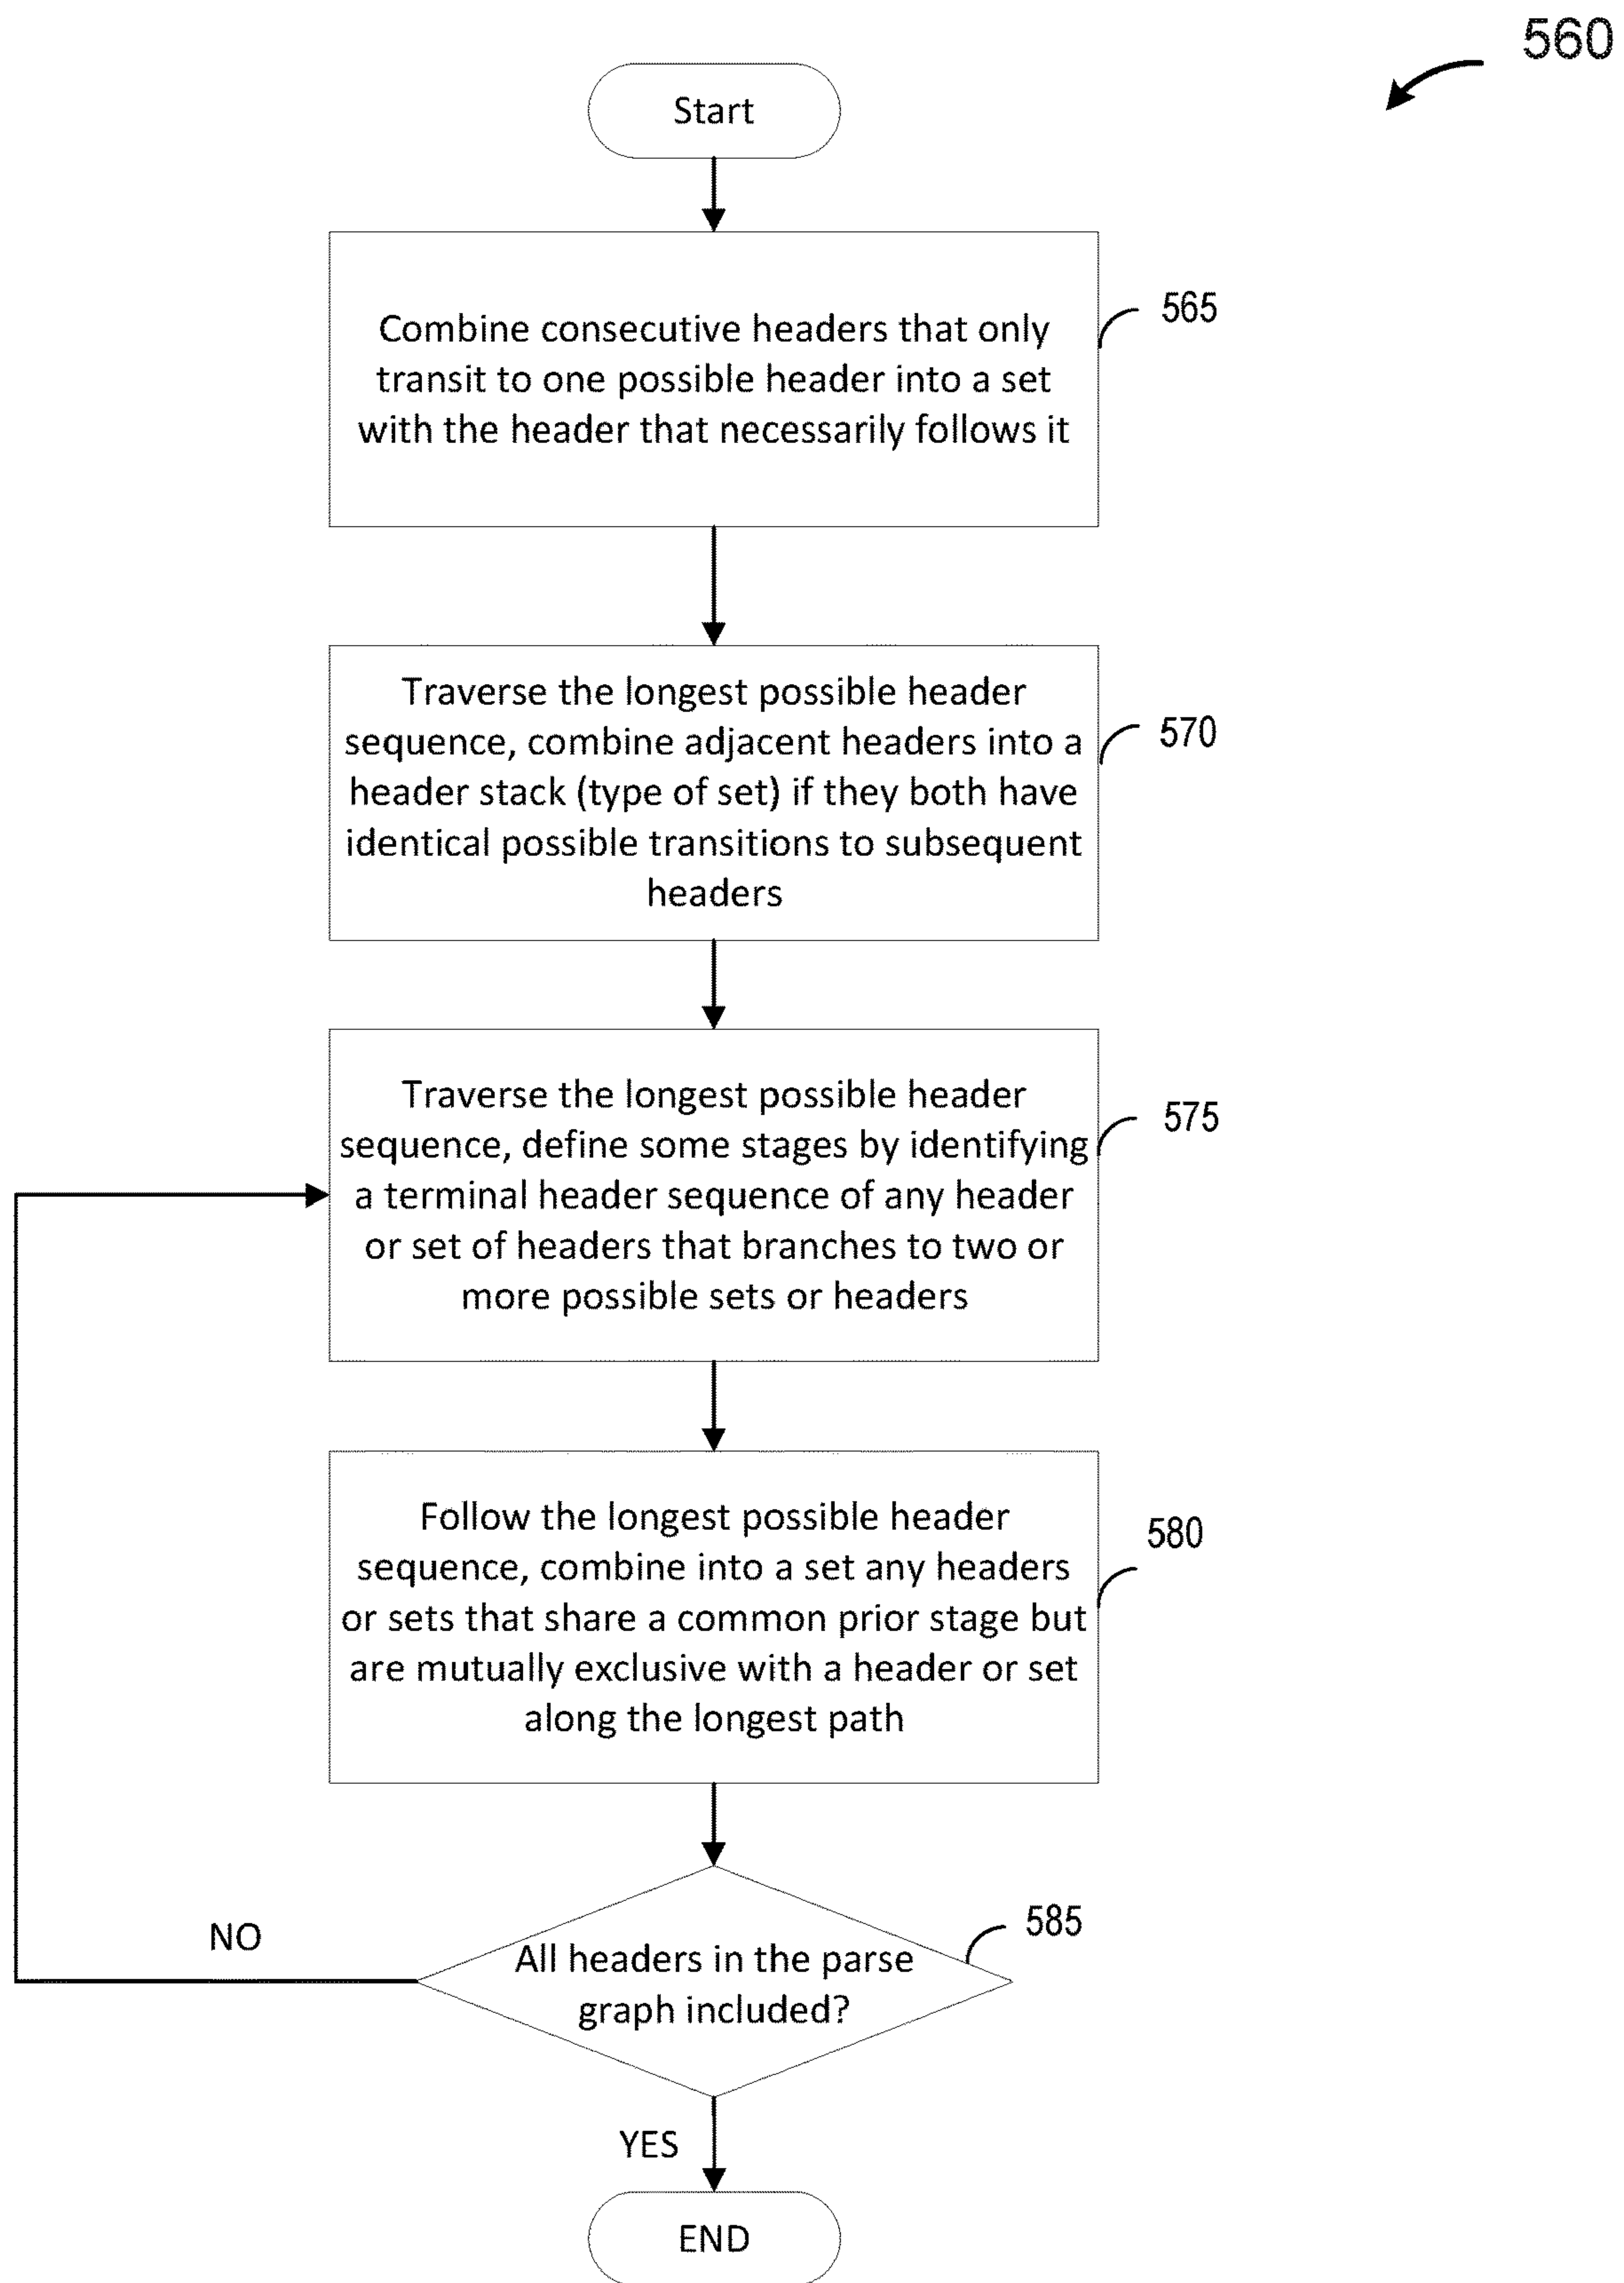 560
Start
Combine consecutive headers that only
transit to one possible header into a set
with the header that necessarily follows it
565
Traverse the longest possible header
sequence, combine adjacent headers into a
header stack (type of set) if they both have
identical possible transitions to subsequent
headers
570
Traverse the longest possible header
sequence, define some stages by identifying
a terminal header sequence of any header
or set of headers that branches to two or
more possible sets or headers
575
Follow the longest possible header
sequence, combine into a set any headers
or sets that share a common prior stage but
are mutually exclusive with a header or set
along the longest path
580
All headers in the parse
graph included?
585
NO
YES
END